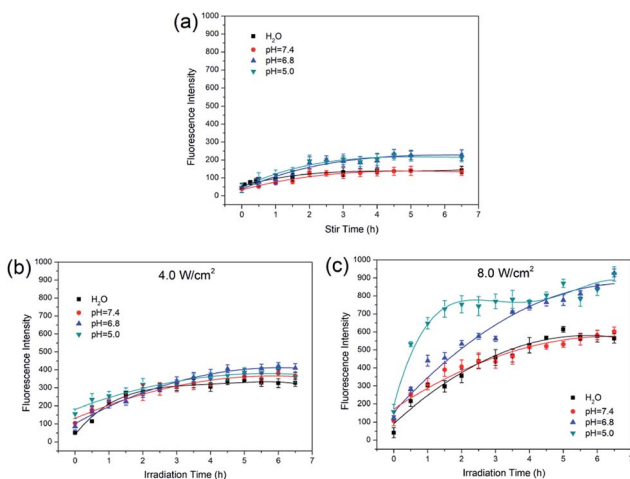 (a)
1000
900
800
700
600
500
400
300
200
100
0
Fluorescence Intensity
H₂O
pH=7.4
pH=6.8
pH=5.0
0 1 2 3 4 5 6 7
Stir Time (h)
(b)
4.0 W/cm²
1000
900
800
700
600
500
400
300
200
100
0
Fluorescence Intensity
H₂O
pH=7.4
pH=6.8
pH=5.0
0 1 2 3 4 5 6 7
Irradiation Time (h)
(c)
8.0 W/cm²
1000
900
800
700
600
500
400
300
200
100
0
Fluorescence Intensity
H₂O
pH=7.4
pH=6.8
pH=5.0
0 1 2 3 4 5 6 7
Irradiation Time (h)